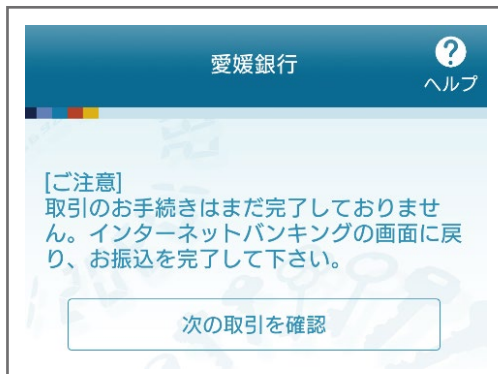 愛媛銀行
?
ヘルプ
[ご注意]
取引のお手続きはまだ完了しておりませ
ん。インターネットバンキングの画面に戻
り、お振込を完了して下さい。
次の取引を確認